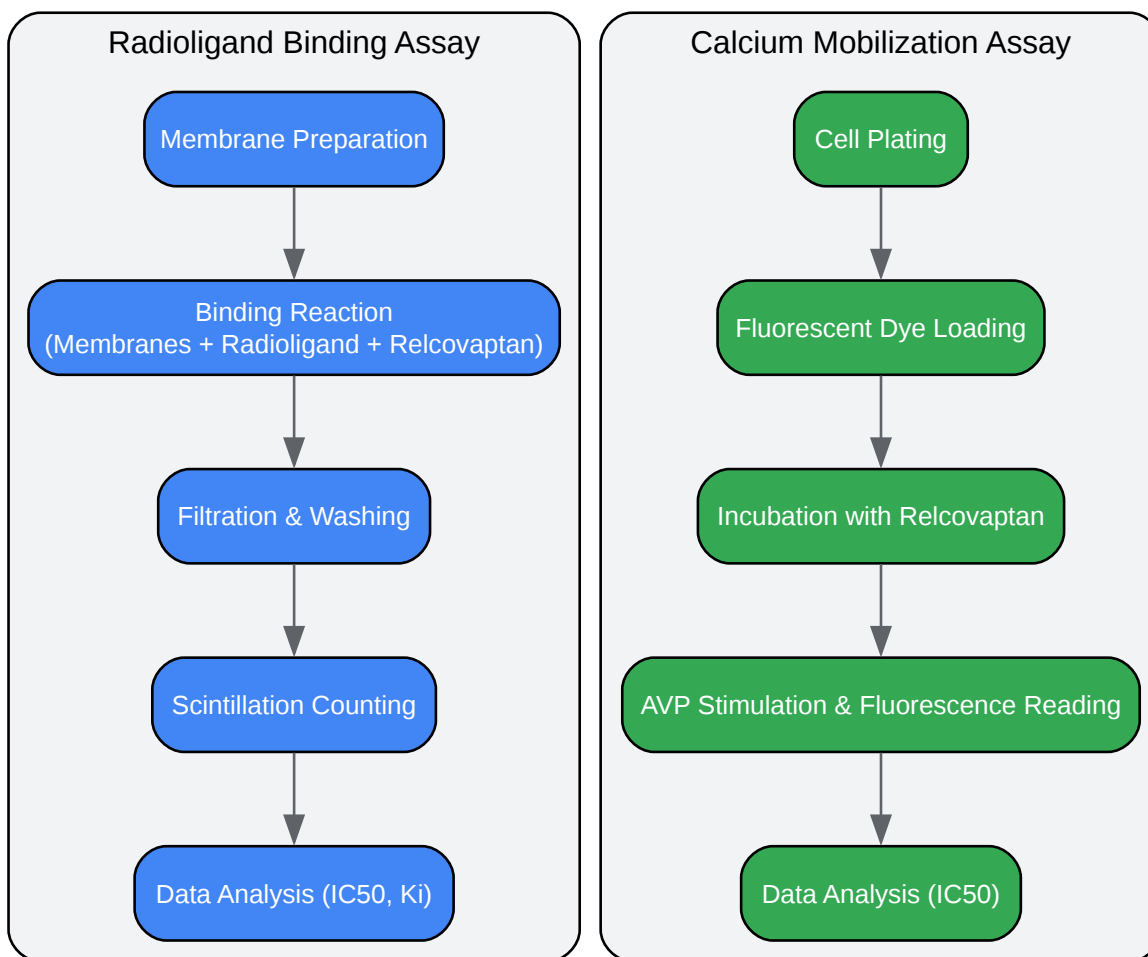 Radioligand Binding Assay
Membrane Preparation
Binding Reaction
(Membranes + Radioligand + Relcovaptan)
Filtration & Washing
Scintillation Counting
Data Analysis (IC50, Ki)
Calcium Mobilization Assay
Cell Plating
Fluorescent Dye Loading
Incubation with Relcovaptan
AVP Stimulation & Fluorescence Reading
Data Analysis (IC50)